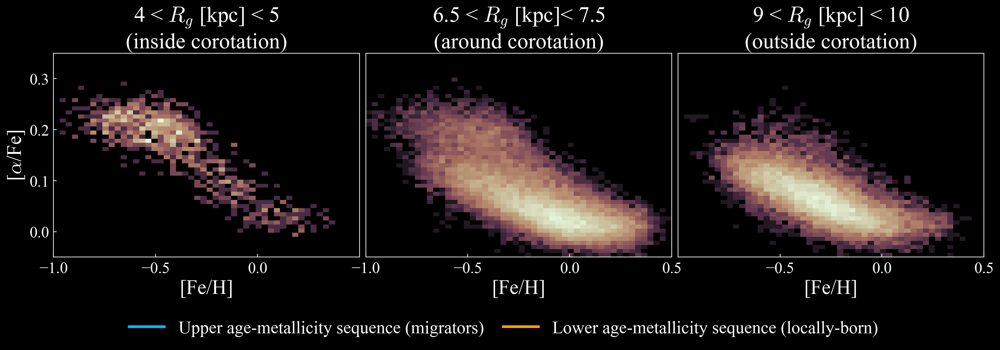 4 < R_g [kpc] < 5
(inside corotation)
6.5 < R_g [kpc]< 7.5
(around corotation)
9 < R_g [kpc] < 10
(outside corotation)
[α/Fe]
0.3
0.2
0.1
0.0
−1.0 −0.5 0.0 −1.0 −0.5 0.0 0.5 −0.5 0.0 0.5
[Fe/H] [Fe/H] [Fe/H]
Upper age-metallicity sequence (migrators) Lower age-metallicity sequence (locally-born)